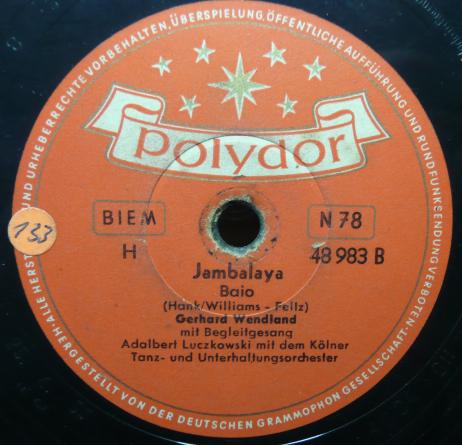 ALLE HERST UND URHEBERRECHTE VORBEHALTEN, ÜBERSPIELUNG, ÖFFENTLICHE AUFFÜHRUNG UND RUNDFUNKSENDUNG VERBOTEN
polydor
BIEM
N 78
133
H
48 983 B
Jambalaya
Baio
(Hank/Williams - Feltz)
Gerhard Wendland
mit Begleitgesang
Adalbert Luczkowski mit dem Kölner
Tanz- und Unterhaltungsorchester
HERGESTELLT VON DER DEUTSCHEN GRAMMOPHON GESELLSCHAFT